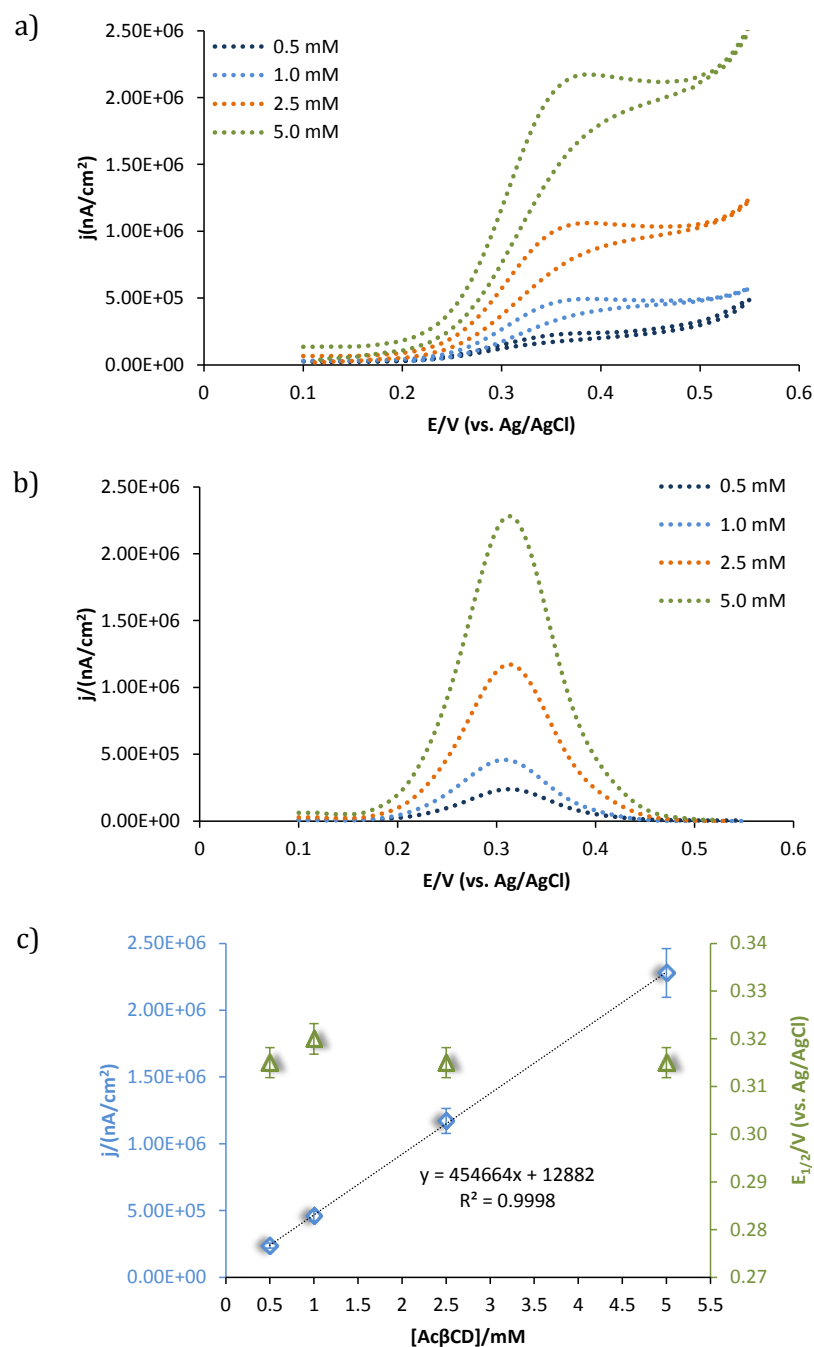 a)
2.50E+06
2.00E+06
1.50E+06
1.00E+06
5.00E+05
0.00E+00
j(nA/cm²)
0.5 mM
1.0 mM
2.5 mM
5.0 mM
0 0.1 0.2 0.3 0.4 0.5 0.6
E/V (vs. Ag/AgCl)
b)
2.50E+06
2.00E+06
1.50E+06
1.00E+06
5.00E+05
0.00E+00
j/(nA/cm²)
0.5 mM
1.0 mM
2.5 mM
5.0 mM
0 0.1 0.2 0.3 0.4 0.5 0.6
E/V (vs. Ag/AgCl)
c)
2.50E+06
2.00E+06
1.50E+06
1.00E+06
5.00E+05
0.00E+00
j/(nA/cm²)
y = 454664x + 12882
R² = 0.9998
0.34
0.33
0.32
0.31
0.30
0.29
0.28
0.27
E₁/₂/V (vs. Ag/AgCl)
0 0.5 1 1.5 2 2.5 3 3.5 4 4.5 5 5.5
[AcβCD]/mM